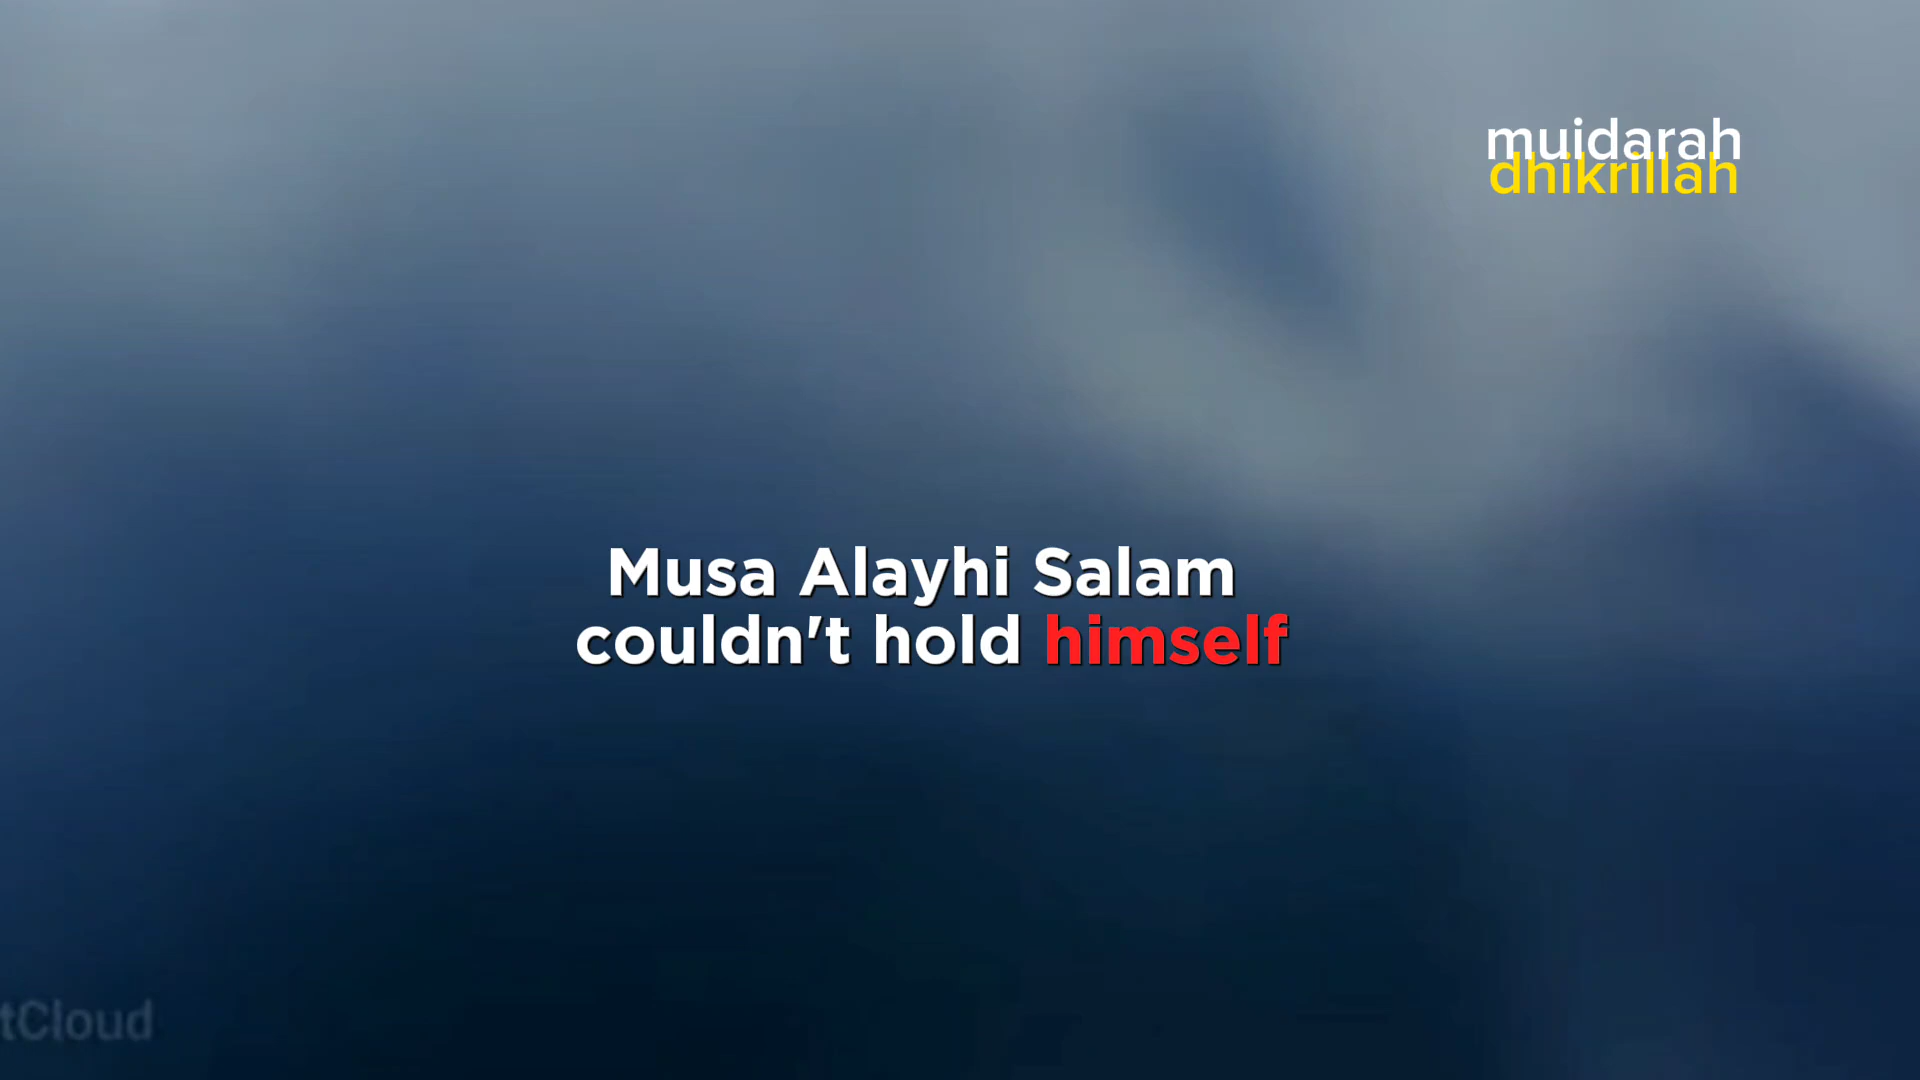 muidarah
dhikrillah
Musa Alayhi Salam
couldn't hold himself
tCloud